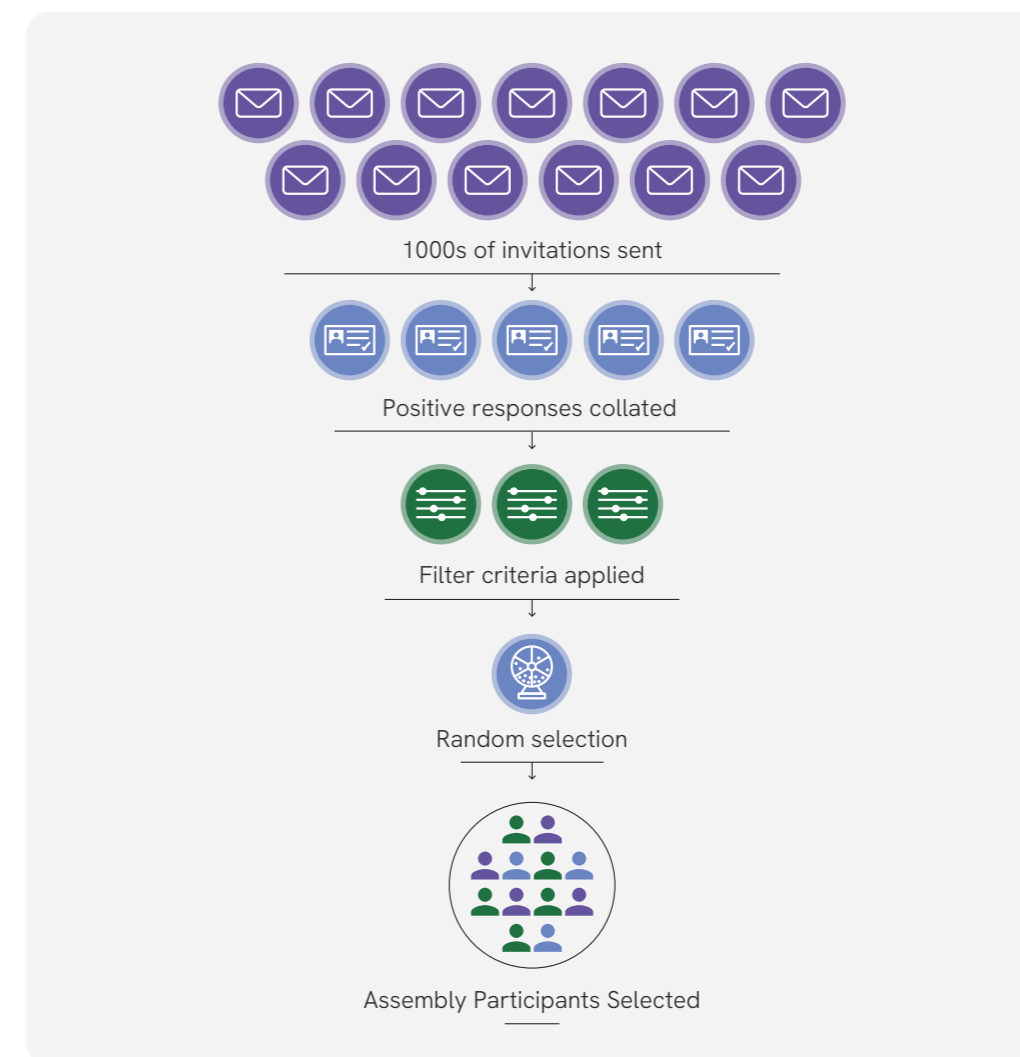 1000s of invitations sent
Positive responses collated
Filter criteria applied
Random selection
Assembly Participants Selected